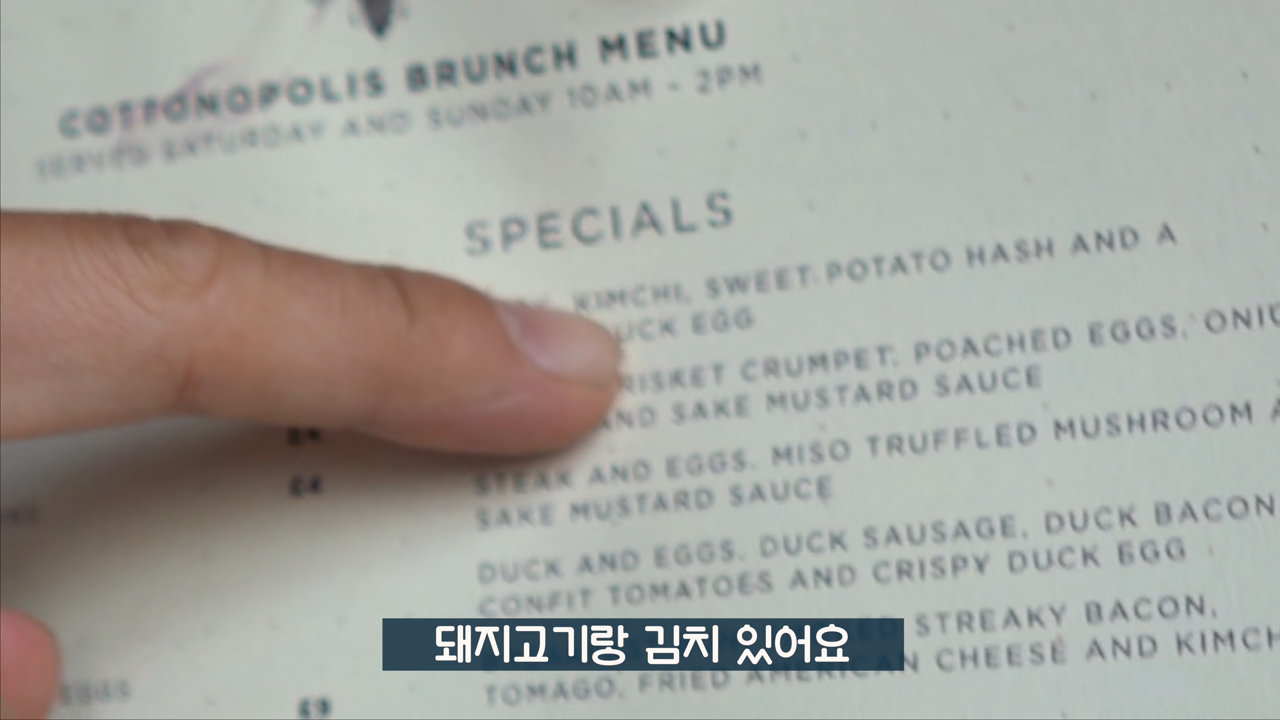 COTTONOPOLIS BRUNCH MENU
SERVED SATURDAY AND SUNDAY 10AM - 2PM
SPECIALS
KIMCHI, SWEET POTATO HASH AND A
DUCK EGG
BRISKET CRUMPET. POACHED EGGS,
AND SAKE MUSTARD SAUCE
£4
STEAK AND EGGS. MISO TRUFFLED MUSHROOM
£4
SAKE MUSTARD SAUCE
DUCK AND EGGS. DUCK SAUSAGE, DUCK BACON
CONFIT TOMATOES AND CRISPY DUCK EGG
STREAKY BACON,
TOMAGO, FRIED AMERICAN CHEESE AND KIMCH
EGGS
£9
돼지고기랑 김치 있어요